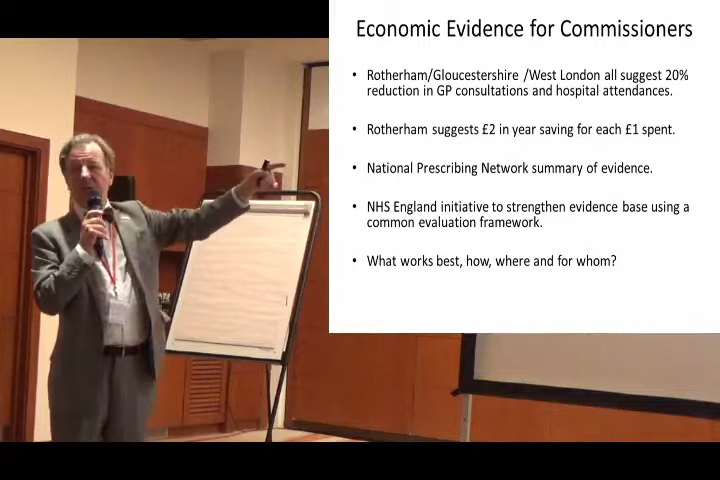 Economic Evidence for Commissioners
• Rotherham/Gloucestershire /West London all suggest 20%
reduction in GP consultations and hospital attendances.
• Rotherham suggests £2 in year saving for each £1 spent.
• National Prescribing Network summary of evidence.
• NHS England initiative to strengthen evidence base using a
common evaluation framework.
• What works best, how, where and for whom?